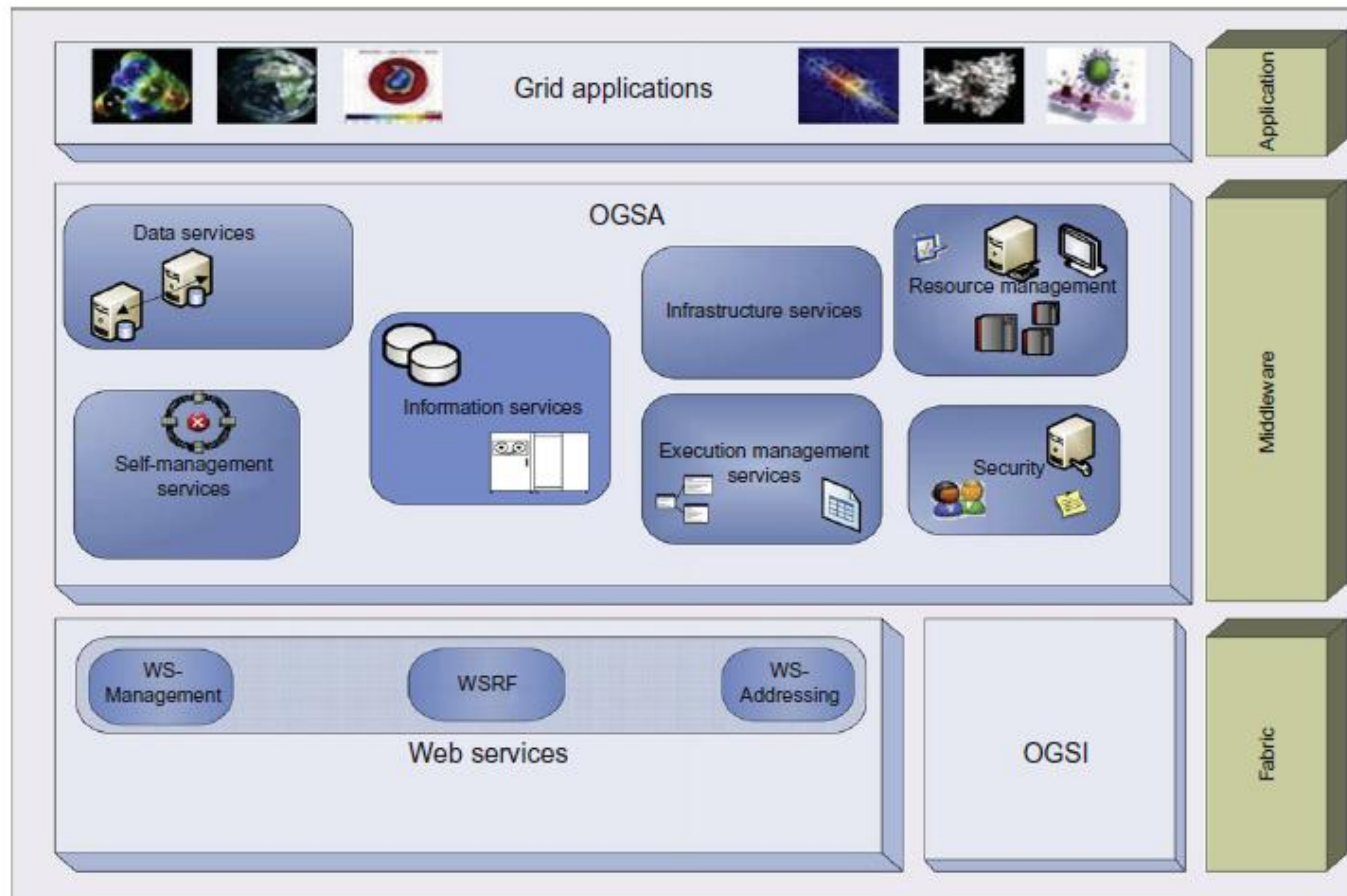 Grid applications
Application
OGSA
Data services
Infrastructure services
Resource management
Information services
Self-management
services
Execution management
services
Security
Middleware
WS-
Management
WSRF
WS-
Addressing
Web services
OGSI
Fabric